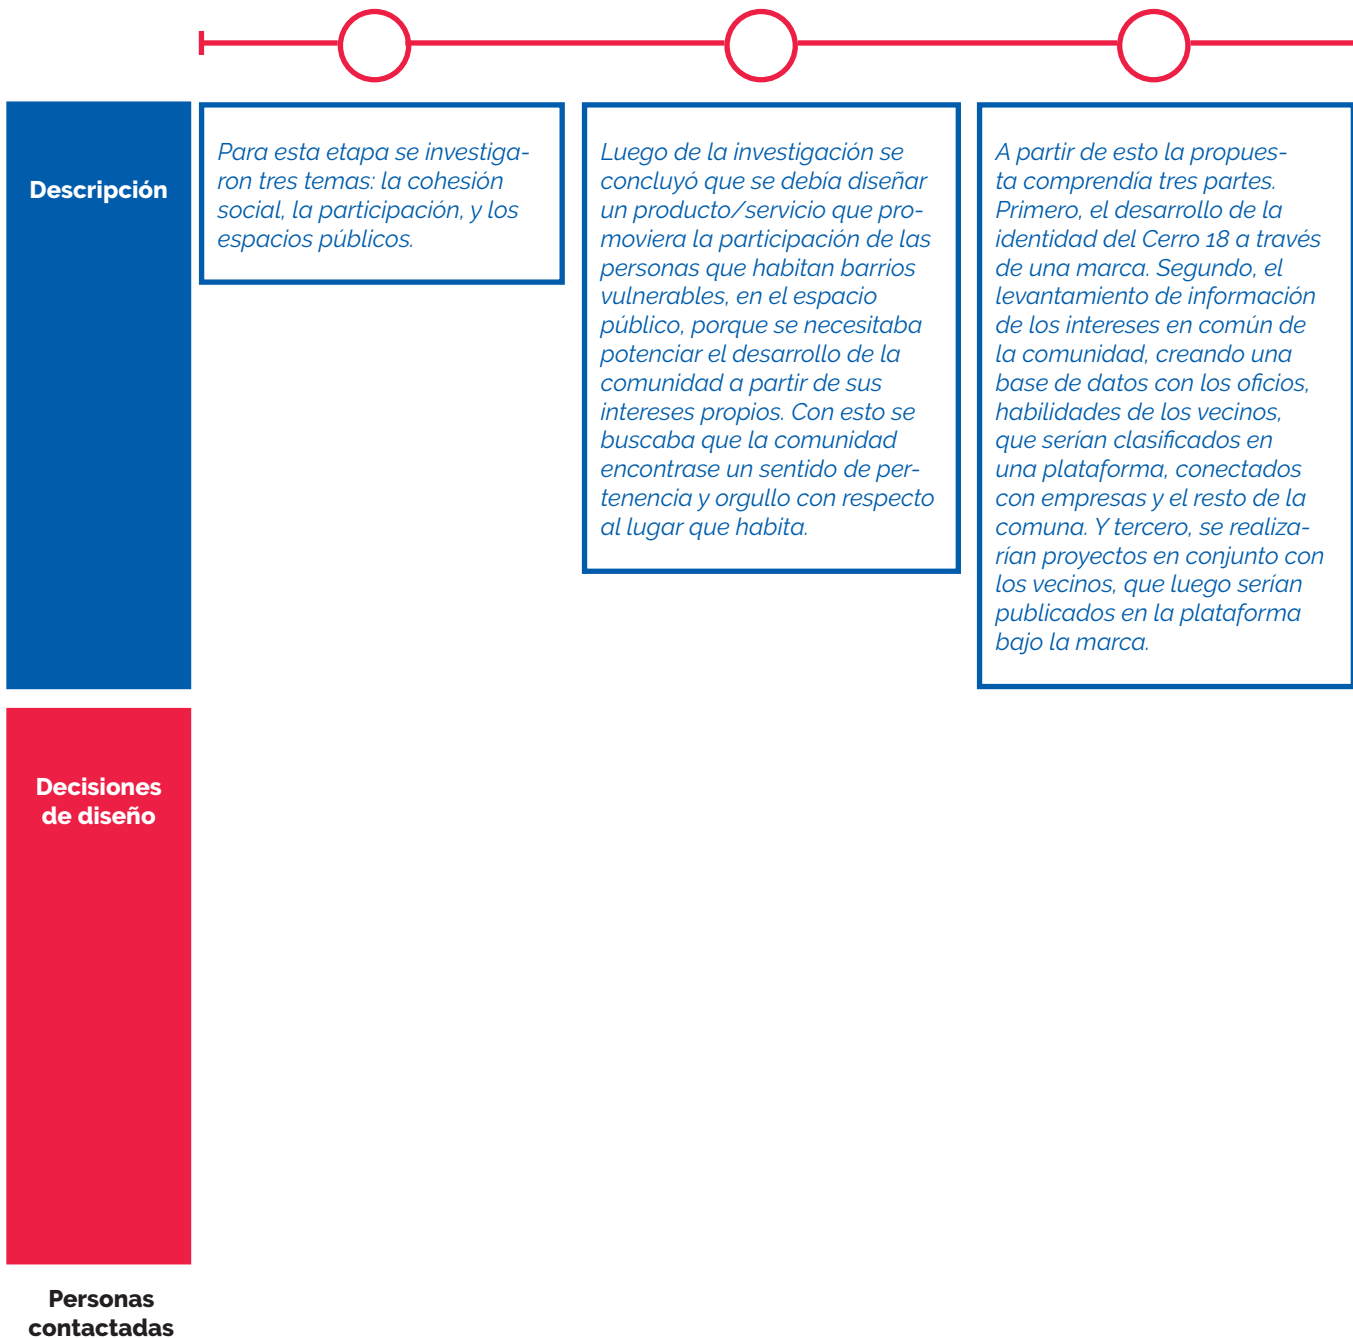 Descripción
Para esta etapa se investiga-
ron tres temas: la cohesión
social, la participación, y los
espacios públicos.
Luego de la investigación se
concluyó que se debía diseñar
un producto/servicio que pro-
moviera la participación de las
personas que habitan barrios
vulnerables, en el espacio
público, porque se necesitaba
potenciar el desarrollo de la
comunidad a partir de sus
intereses propios. Con esto se
buscaba que la comunidad
encontrase un sentido de per-
tenencia y orgullo con respecto
al lugar que habita.
A partir de esto la propues-
ta comprendía tres partes.
Primero, el desarrollo de la
identidad del Cerro 18 a través
de una marca. Segundo, el
levantamiento de información
de los intereses en común de
la comunidad, creando una
base de datos con los oficios,
habilidades de los vecinos,
que serían clasificados en
una plataforma, conectados
con empresas y el resto de la
comuna. Y tercero, se realiza-
rían proyectos en conjunto con
los vecinos, que luego serían
publicados en la plataforma
bajo la marca.
Decisiones
de diseño
Personas
contactadas